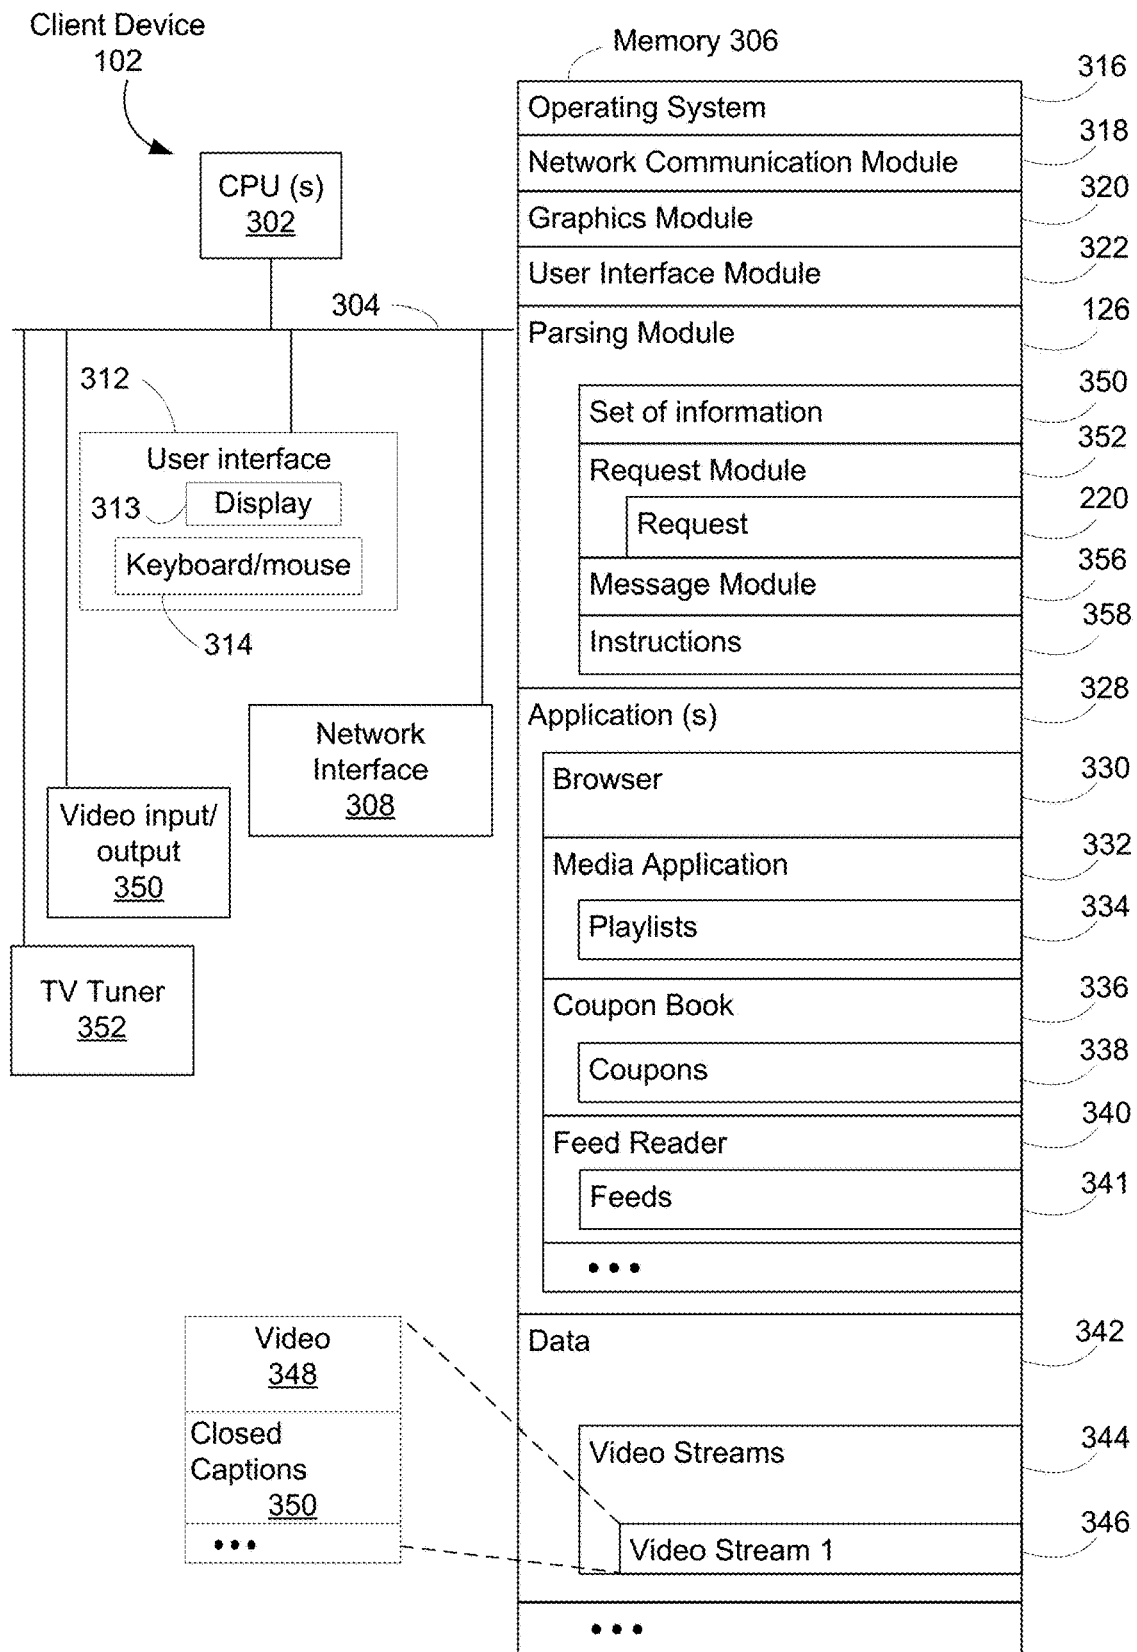 Client Device
102
CPU (s)
302
304
312
User interface
313
Display
Keyboard/mouse
314
Network
Interface
308
Video input/
output
350
TV Tuner
352
Memory 306
Operating System
316
Network Communication Module
318
Graphics Module
320
User Interface Module
322
Parsing Module
126
Set of information
350
Request Module
352
Request
220
Message Module
356
Instructions
358
Application (s)
328
Browser
330
Media Application
332
Playlists
334
Coupon Book
336
Coupons
338
Feed Reader
340
Feeds
341
•••
Data
342
Video Streams
344
Video Stream 1
346
•••
Video
348
Closed
Captions
350
•••